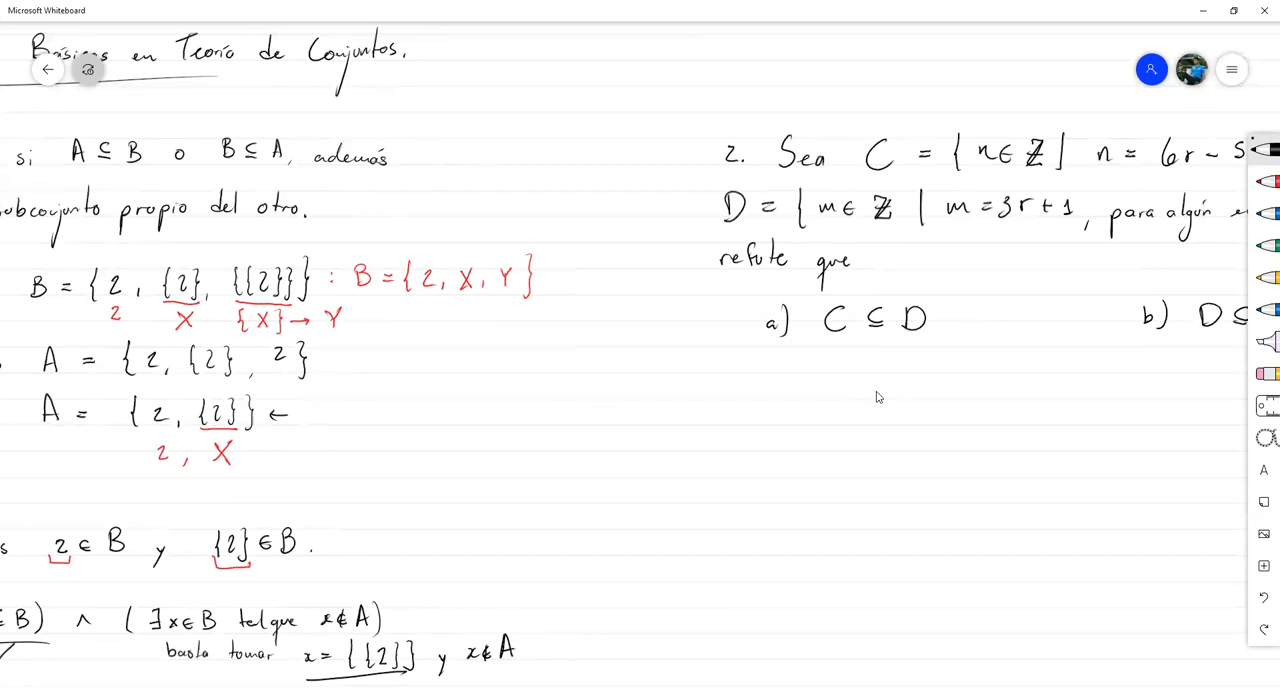 Microsoft Whiteboard
Básicas en Teoría de Conjuntos.
si A ⊆ B o B ⊆ A, además
subconjunto propio del otro.
B = { 2, {2}, {{2}}} : B = {2, X, Y}
2 X {X} → Y
A = { 2, {2}, 2}
A = { 2, {2}} ←
2, X
s 2 ∈ B y {2} ∈ B.
⊆ B) ∧ ( ∃ x ∈ B tal que x ∉ A)
basta tomar x = {{2}} y x ∉ A
2. Sea C = { n ∈ ℤ | n = 6r - 5
D = { m ∈ ℤ | m = 3r + 1, para algún e
refute que
a) C ⊆ D b) D ⊆
A